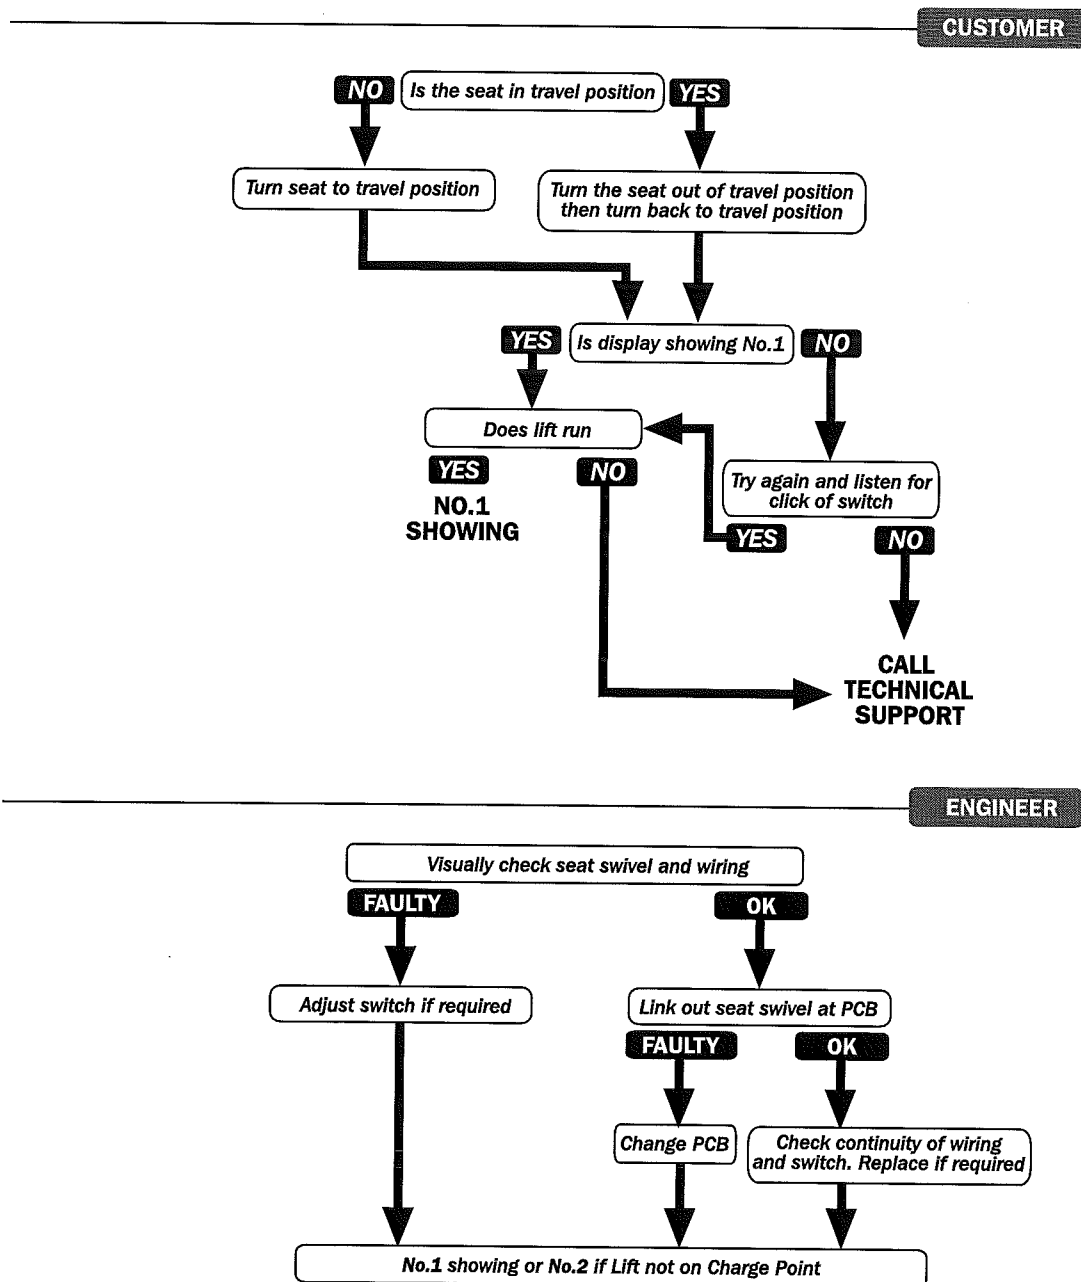 CUSTOMER
NO
Is the seat in travel position
YES
Turn seat to travel position
Turn the seat out of travel position
then turn back to travel position
YES
Is display showing No.1
NO
Does lift run
YES
NO
NO.1
SHOWING
Try again and listen for
click of switch
YES
NO
CALL
TECHNICAL
SUPPORT
ENGINEER
Visually check seat swivel and wiring
FAULTY
OK
Adjust switch if required
Link out seat swivel at PCB
FAULTY
OK
Change PCB
Check continuity of wiring
and switch. Replace if required
No.1 showing or No.2 if Lift not on Charge Point